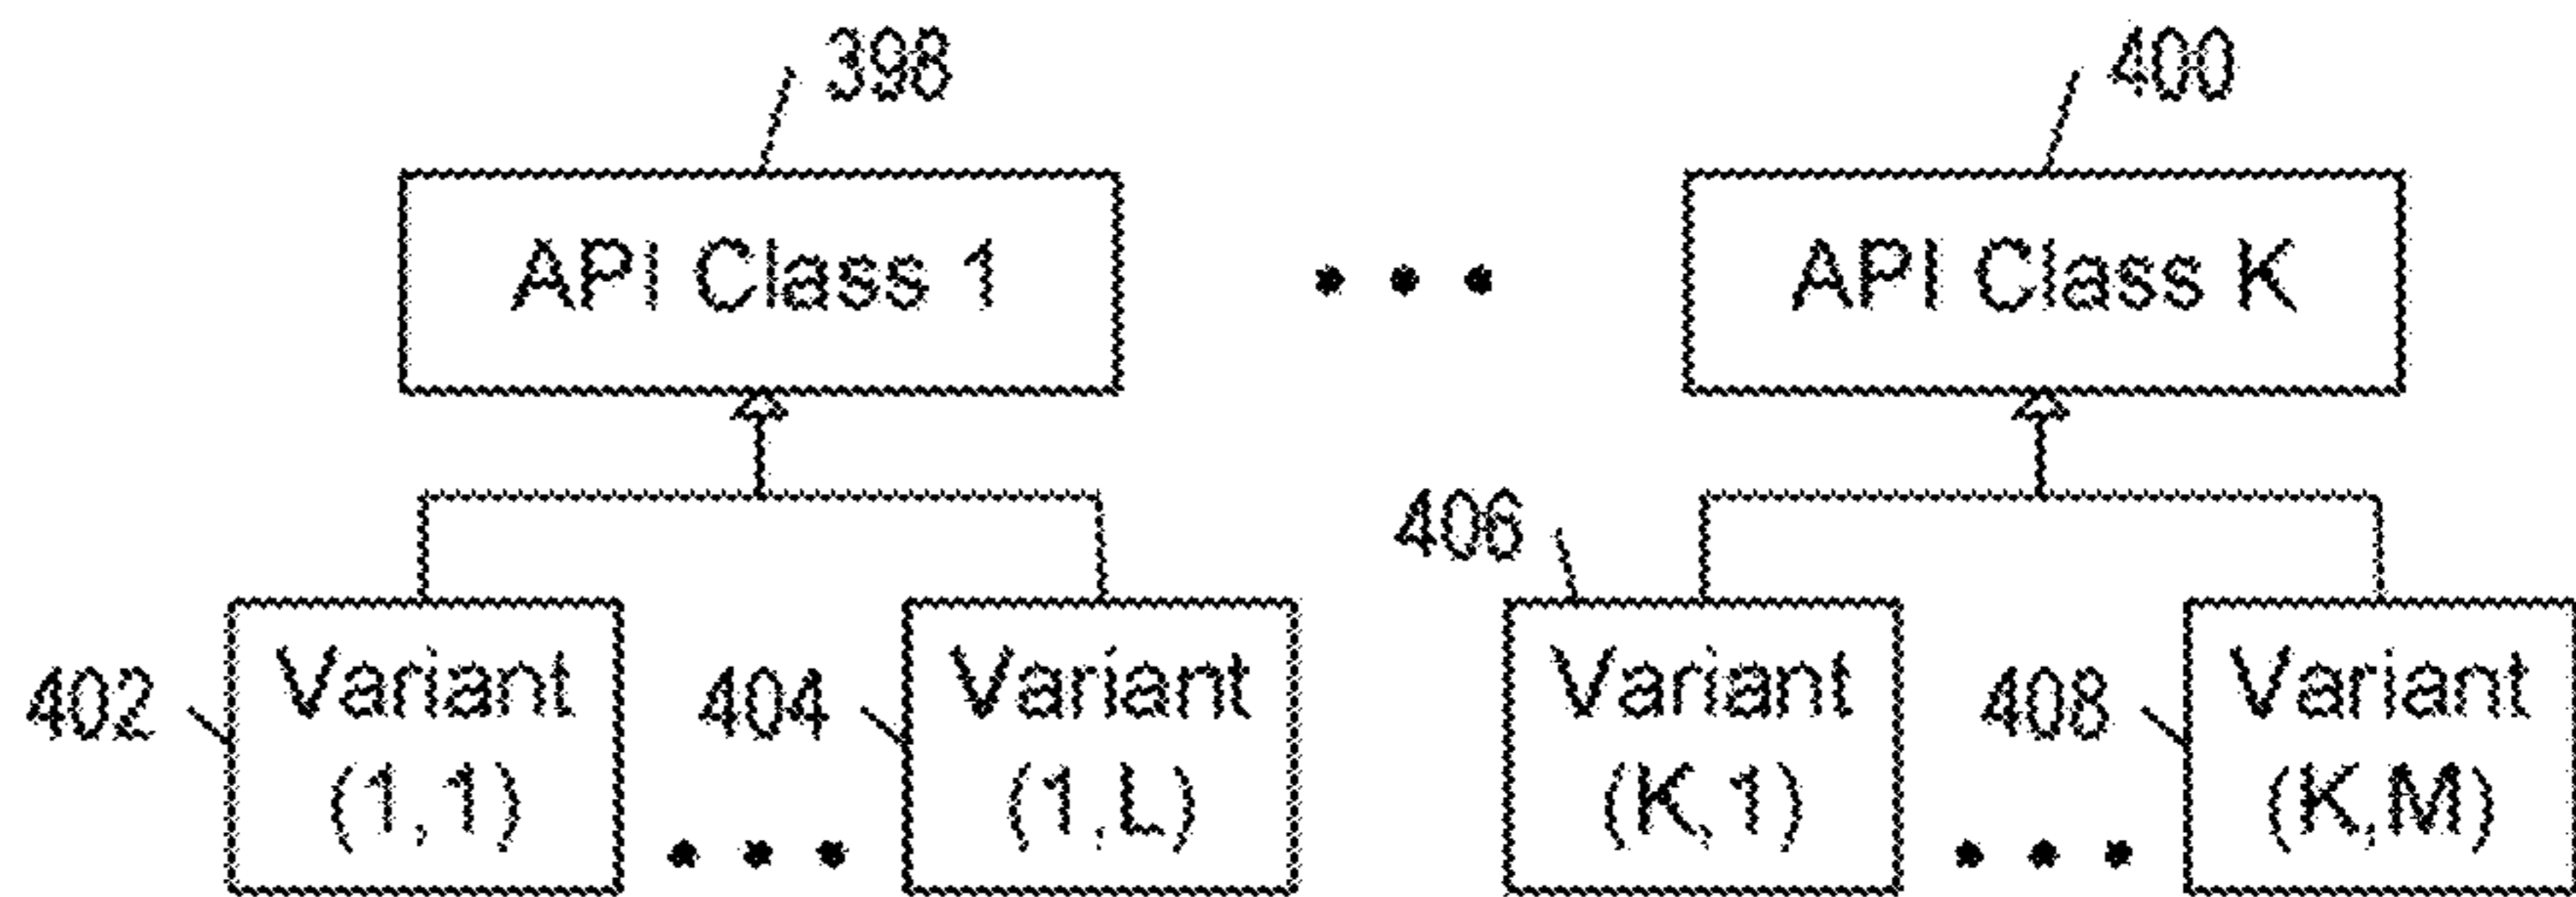 398
400
API Class 1
• • •
API Class K
406
402
Variant
(1,1)
• • •
404
Variant
(1,L)
Variant
(K,1)
• • •
408
Variant
(K,M)